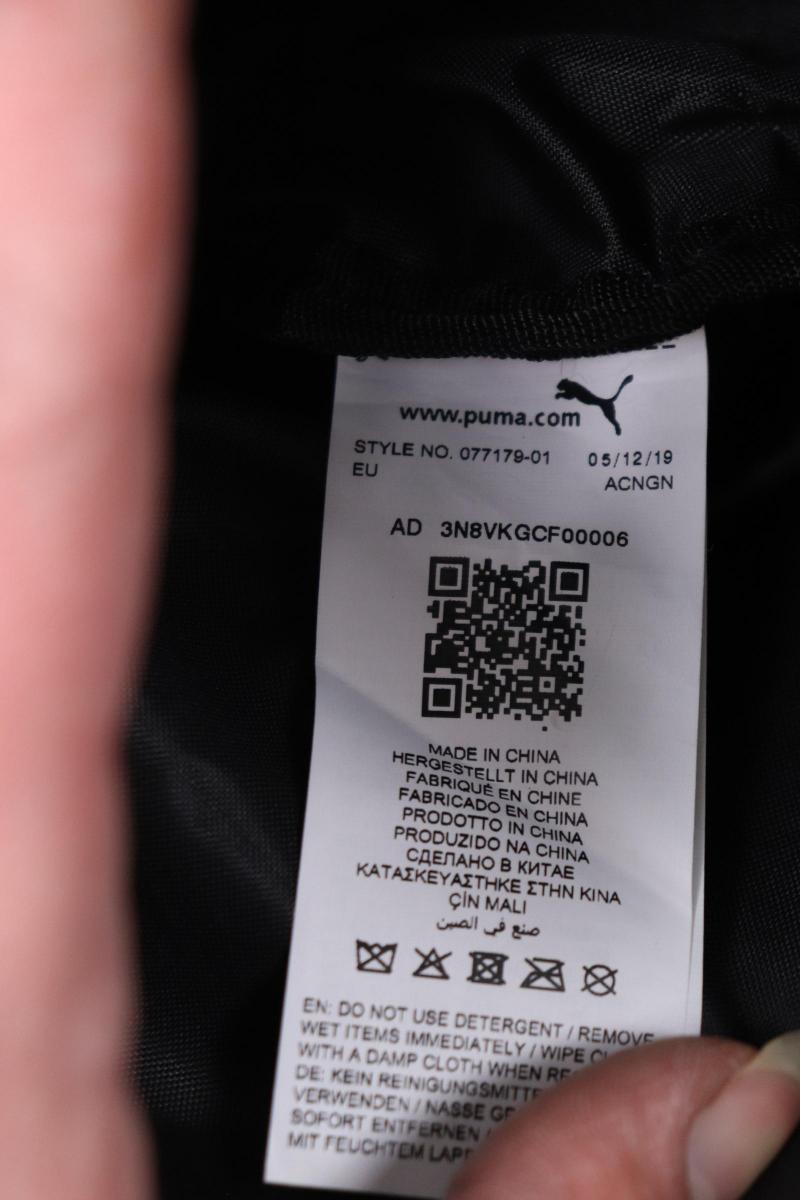 www.puma.com
STYLE NO. 077179-01 05/12/19
EU ACNGN
AD 3N8VKGCF00006
MADE IN CHINA
HERGESTELLT IN CHINA
FABRIQUÉ EN CHINE
FABRICADO EN CHINA
PRODOTTO IN CHINA
PRODUZIDO NA CHINA
СДЕЛАНО В КИТАЕ
ΚΑΤΑΣΚΕΥΑΣΤΗΚΕ ΣΤΗΝ ΚΙΝΑ
ÇİN MALI
صنع في الصين
EN: DO NOT USE DETERGENT / REMOVE
WET ITEMS IMMEDIATELY / WIPE
WITH A DAMP CLOTH WHEN
DE: KEIN
VERWENDEN / NASSE
SOFORT ENTFERNEN /
MIT FEUCHTEM